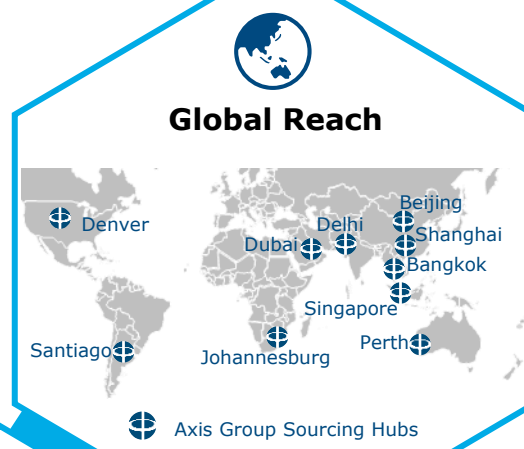 Global Reach
Beijing
Denver
Delhi
Shanghai
Dubai
Bangkok
Singapore
Santiago
Johannesburg
Perth
Axis Group Sourcing Hubs